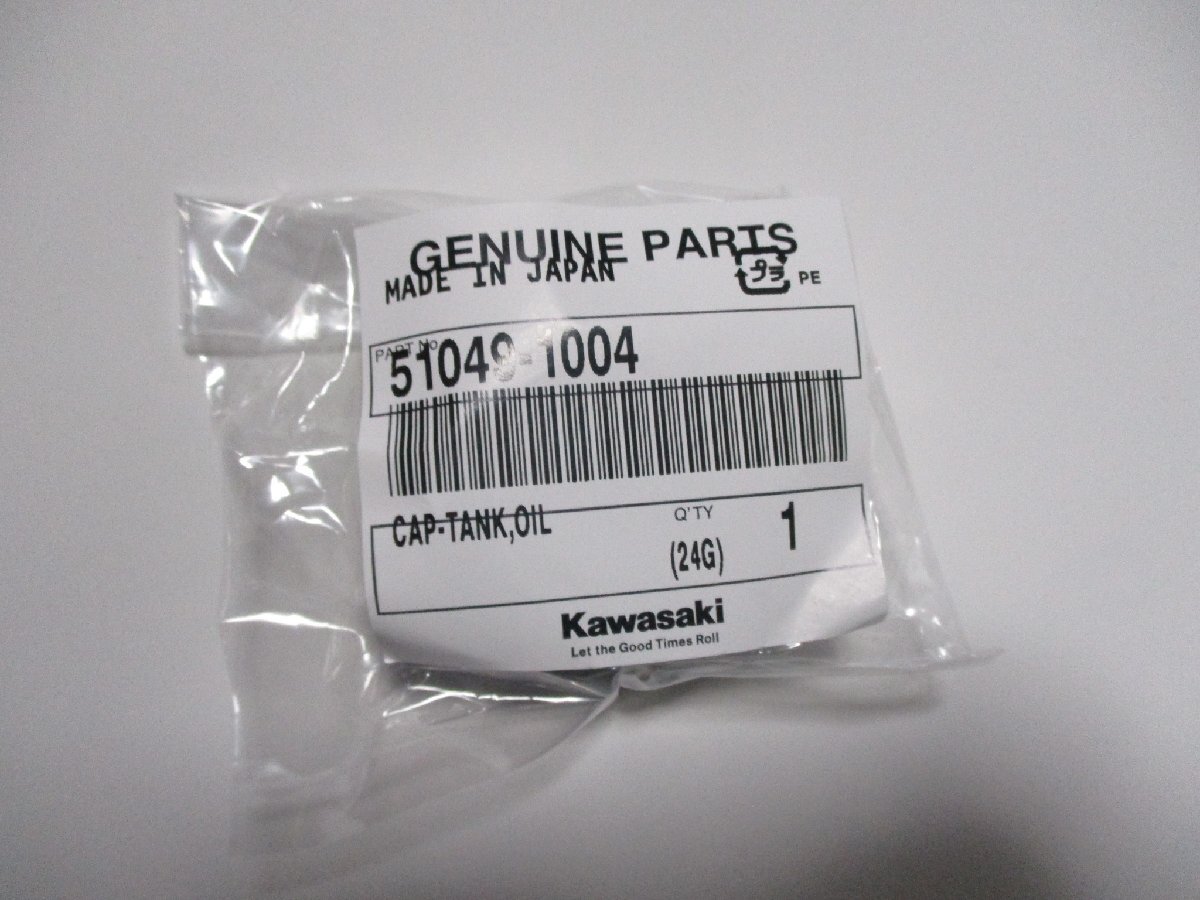 GENUINE PARTS
MADE IN JAPAN
プラ PE
PART No.
51049-1004
CAP-TANK,OIL
Q'TY 1
(24G)
Kawasaki
Let the Good Times Roll